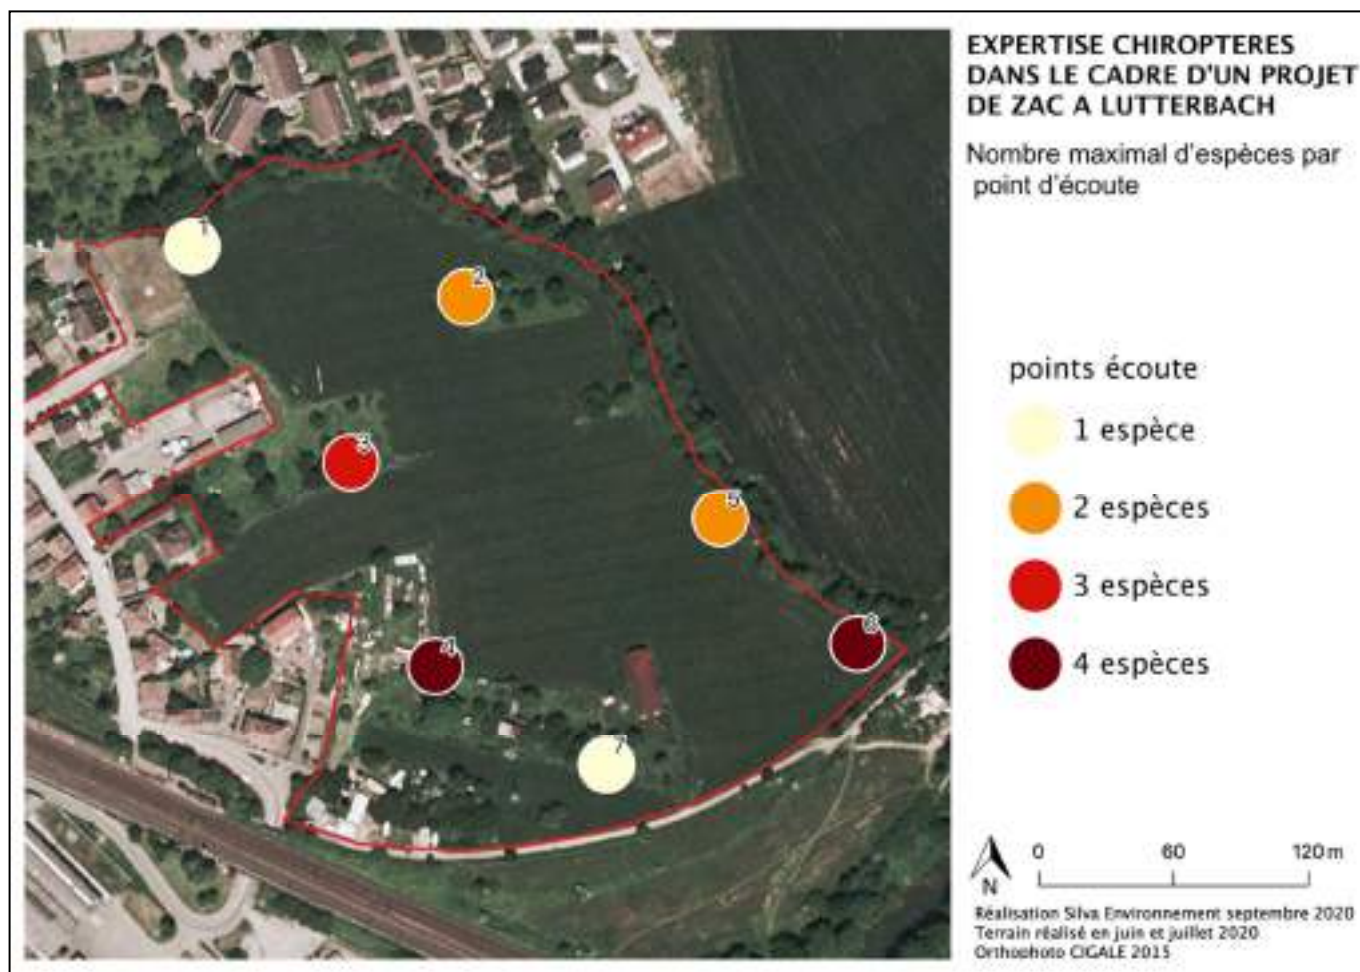 EXPERTISE CHIROPTERES
DANS LE CADRE D'UN PROJET
DE ZAC A LUTTERBACH
Nombre maximal d'espèces par
point d'écoute
1
2
3
4
5
6
7
points écoute
1 espèce
2 espèces
3 espèces
4 espèces
0 60 120 m
N
Réalisation Silva Environnement septembre 2020
Terrain réalisé en juin et juillet 2020
Orthophoto CIGALE 2015